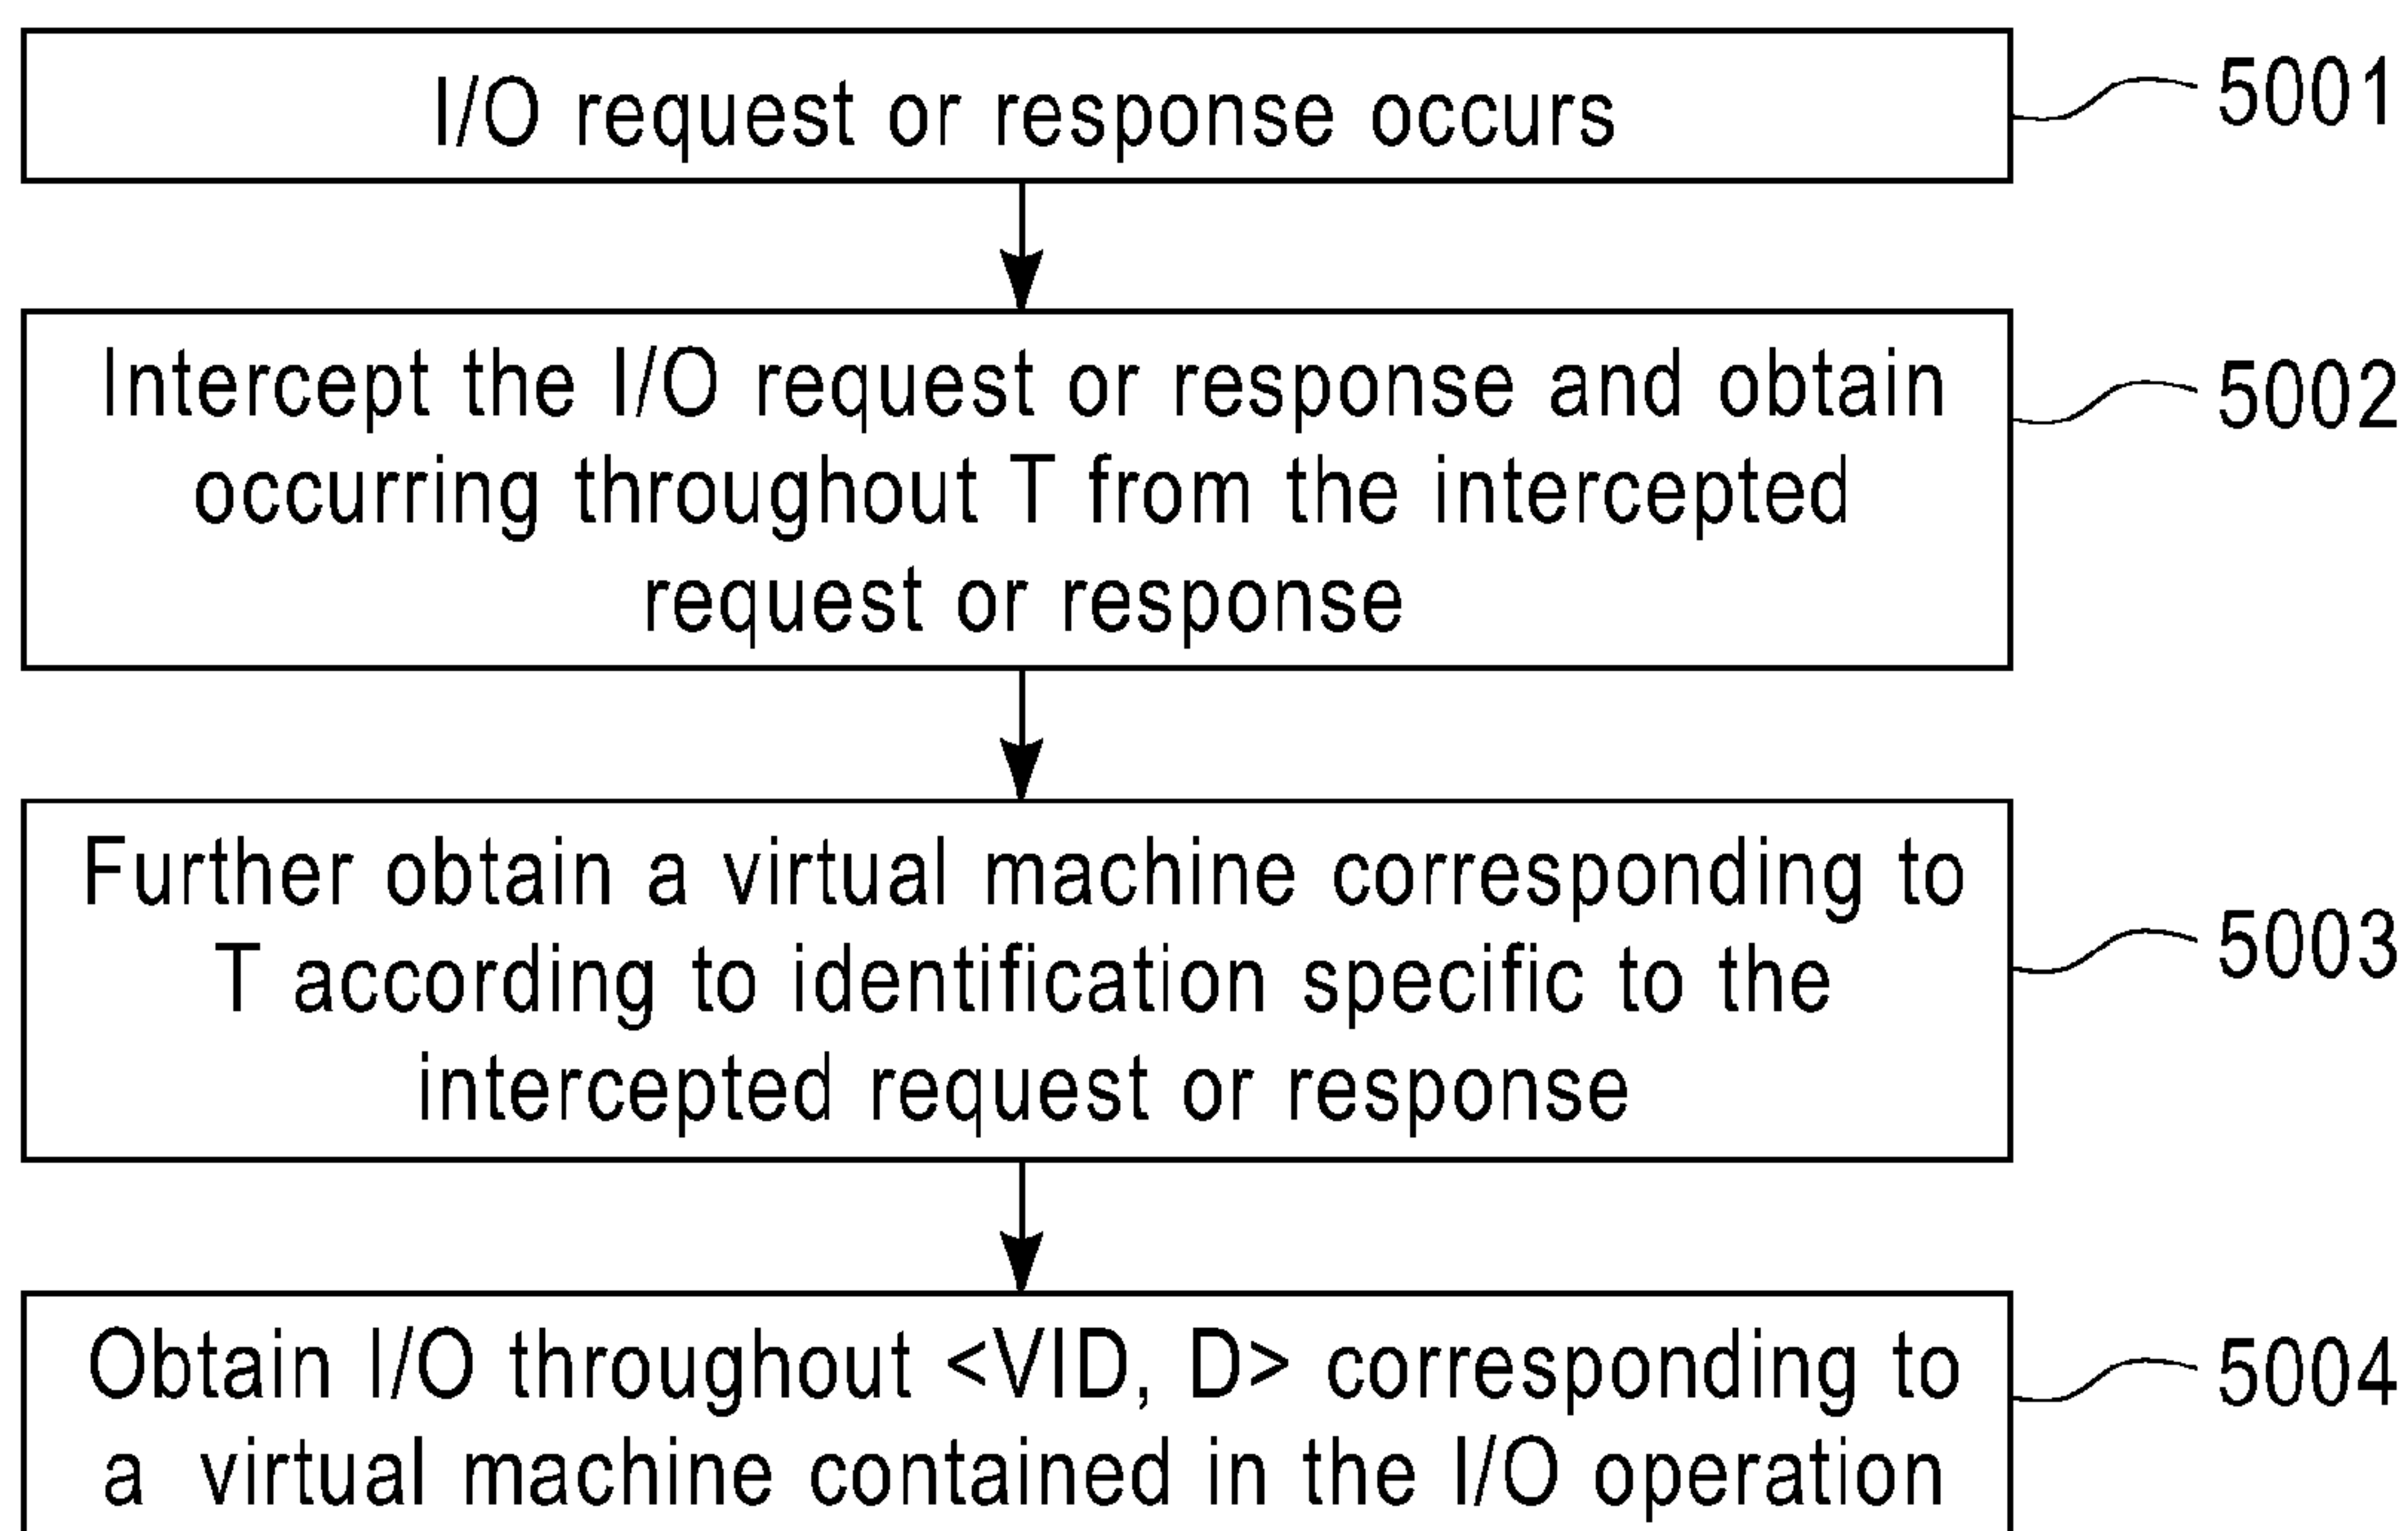 I/O request or response occurs
5001
Intercept the I/O request or response and obtain
occurring throughout T from the intercepted
request or response
5002
Further obtain a virtual machine corresponding to
T according to identification specific to the
intercepted request or response
5003
Obtain I/O throughout <VID, D> corresponding to
a virtual machine contained in the I/O operation
5004